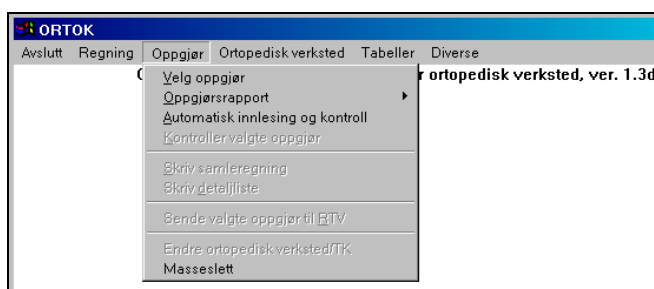 ORTOK
Avslutt Regning Oppgjør Ortopedisk verksted Tabeller Diverse
r ortopedisk verksted, ver. 1.3d
Velg oppgjør
Oppgjørsrapport
Automatisk innlesing og kontroll
Kontroller valgte oppgjør
Skriv samleregning
Skriv detaljliste
Sende valgte oppgjør til RTV
Endre ortopedisk verksted/TK
Masseslett